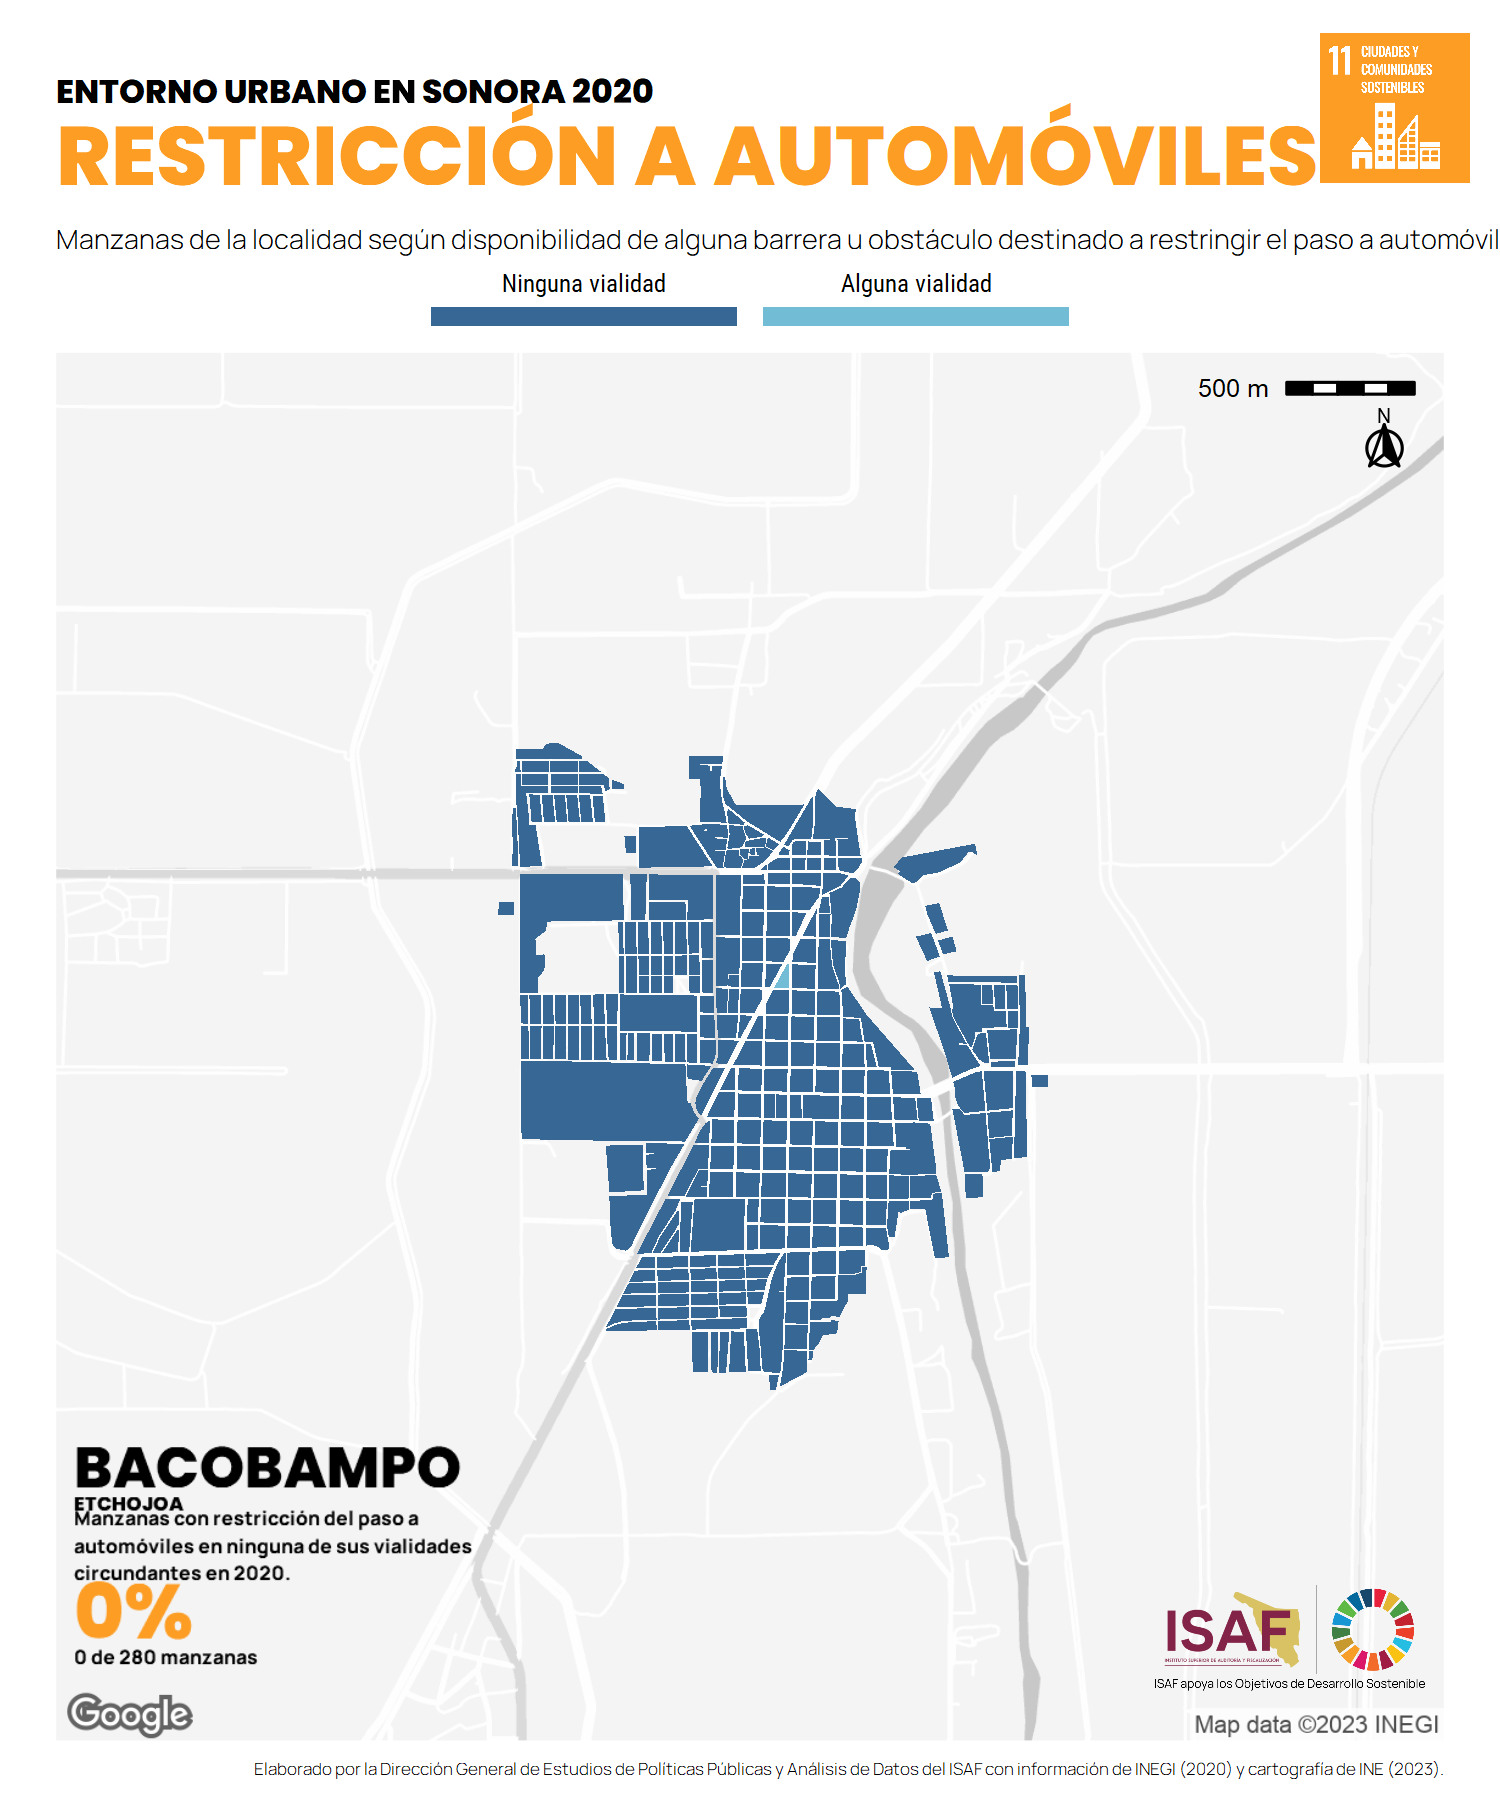 ENTORNO URBANO EN SONORA 2020
RESTRICCIÓN A AUTOMÓVILES
11 CIUDADES Y
COMUNIDADES
SOSTENIBLES
Manzanas de la localidad según disponibilidad de alguna barrera u obstáculo destinado a restringir el paso a automóvil
Ninguna vialidad
Alguna vialidad
500 m
N
BACOBAMPO
ETCHOJOA
Manzanas con restricción del paso a
automóviles en ninguna de sus vialidades
circundantes en 2020.
0%
0 de 280 manzanas
Google
ISAF
INSTITUTO SUPERIOR DE AUDITORÍA Y FISCALIZACIÓN
ISAF apoya los Objetivos de Desarrollo Sostenible
Map data ©2023 INEGI
Elaborado por la Dirección General de Estudios de Políticas Públicas y Análisis de Datos del ISAF con información de INEGI (2020) y cartografía de INE (2023).